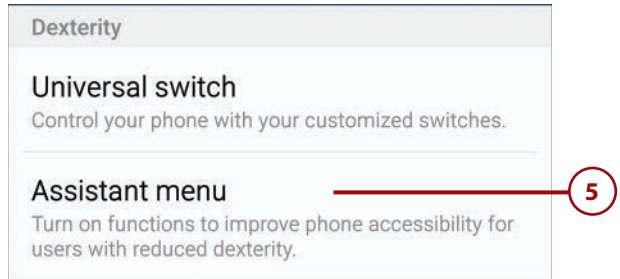 Dexterity
Universal switch
Control your phone with your customized switches.
Assistant menu
5
Turn on functions to improve phone accessibility for
users with reduced dexterity.